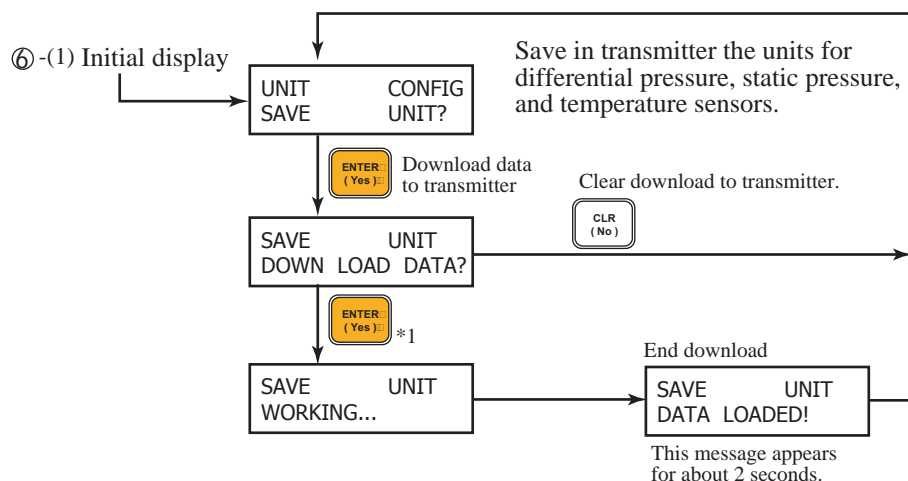 ⑥-(1) Initial display
Save in transmitter the units for
differential pressure, static pressure,
and temperature sensors.
UNIT CONFIG
SAVE UNIT?
ENTER
(Yes)
Download data
to transmitter
Clear download to transmitter.
CLR
(No)
SAVE UNIT
DOWN LOAD DATA?
ENTER
(Yes)
*1
SAVE UNIT
WORKING...
End download
SAVE UNIT
DATA LOADED!
This message appears
for about 2 seconds.